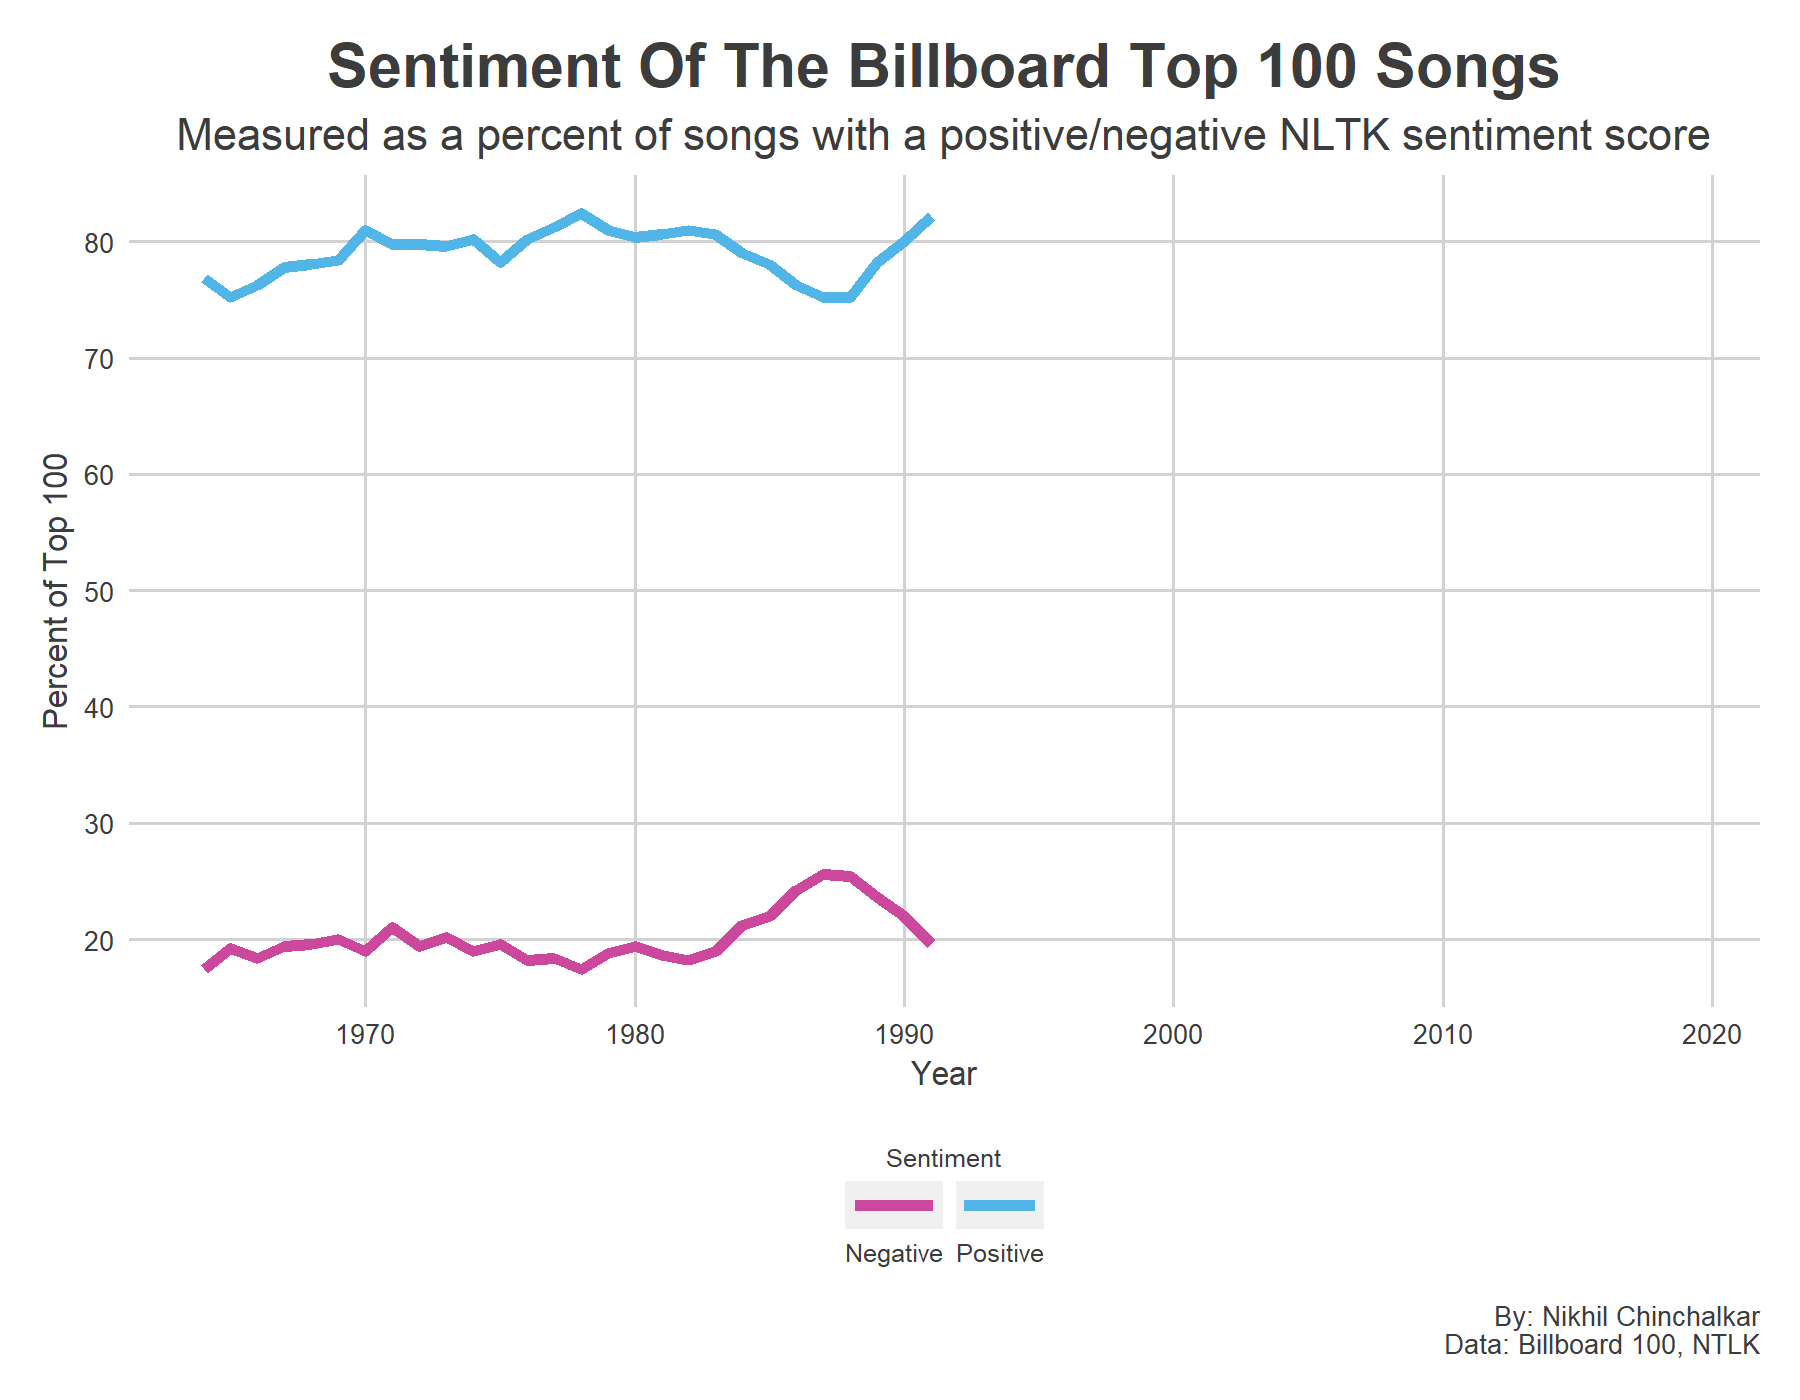 Sentiment Of The Billboard Top 100 Songs
Measured as a percent of songs with a positive/negative NLTK sentiment score
80
70
60
50
40
30
20
Percent of Top 100
1970 1980 1990 2000 2010 2020
Year
Sentiment
Negative Positive
By: Nikhil Chinchalkar
Data: Billboard 100, NTLK